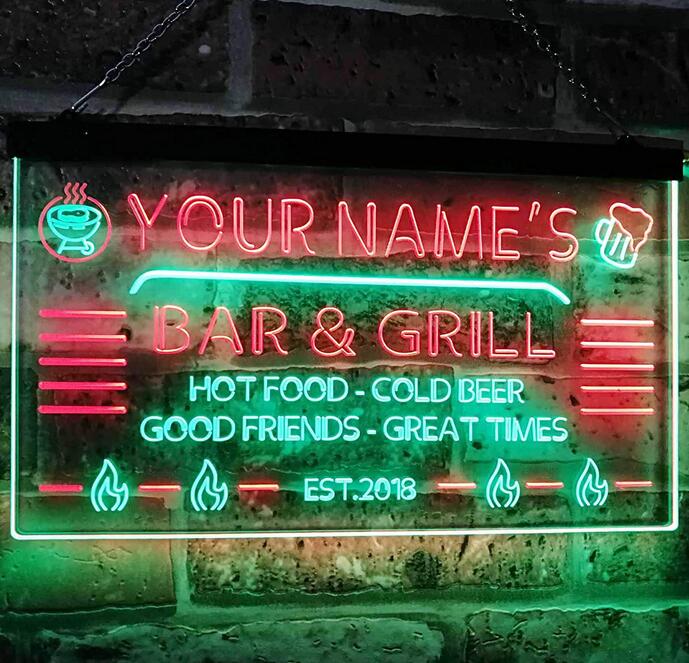 YOUR NAME'S
BAR & GRILL
HOT FOOD - COLD BEER
GOOD FRIENDS - GREAT TIMES
EST.2018